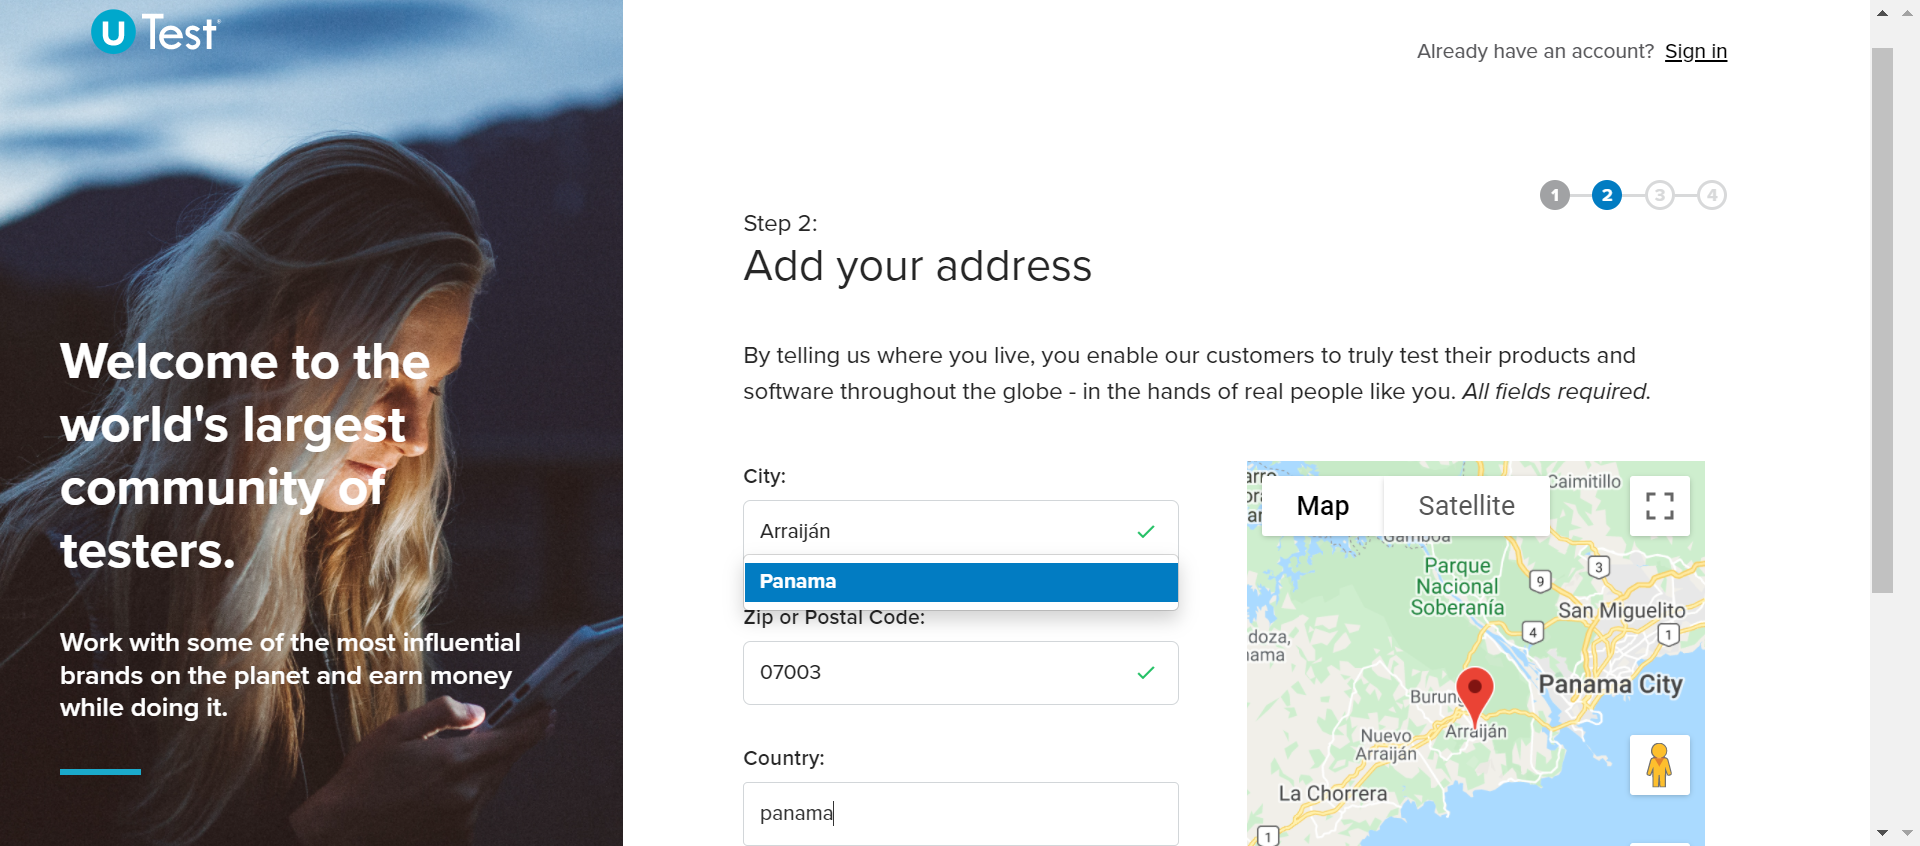 U Test
Already have an account? Sign in
1 2 3 4
Step 2:
Add your address
By telling us where you live, you enable our customers to truly test their products and
software throughout the globe - in the hands of real people like you. All fields required.
Welcome to the
world's largest
community of
testers.
Work with some of the most influential
brands on the planet and earn money
while doing it.
City:
Arraiján
Panama
Zip or Postal Code:
07003
Country:
panama
Map
Satellite
Caimitillo
Gamboa
Parque
Nacional
Soberanía
9
3
San Miguelito
4
1
Panama City
Arraiján
Nuevo
Arraiján
La Chorrera
1